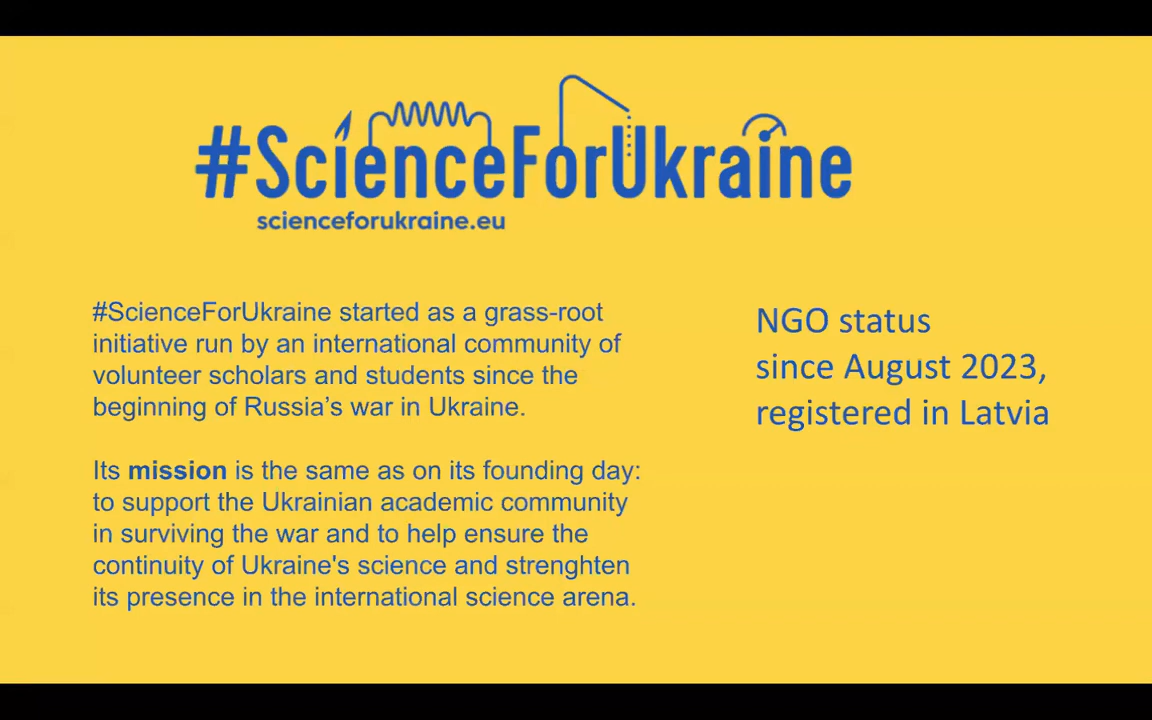 #ScienceForUkraine
scienceforukraine.eu
#ScienceForUkraine started as a grass-root
initiative run by an international community of
volunteer scholars and students since the
beginning of Russia’s war in Ukraine.
Its mission is the same as on its founding day:
to support the Ukrainian academic community
in surviving the war and to help ensure the
continuity of Ukraine's science and strenghten
its presence in the international science arena.
NGO status
since August 2023,
registered in Latvia